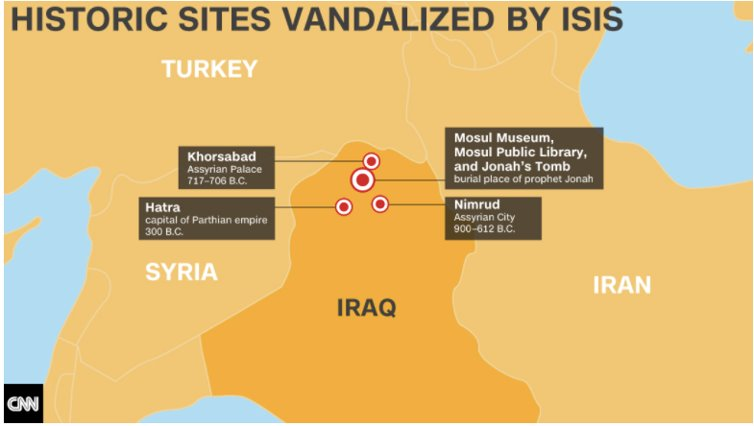 HISTORIC SITES VANDALIZED BY ISIS
TURKEY
Khorsabad
Assyrian Palace
717–706 B.C.
Mosul Museum,
Mosul Public Library,
and Jonah's Tomb
burial place of prophet Jonah
Hatra
capital of Parthian empire
300 B.C.
Nimrud
Assyrian City
900–612 B.C.
SYRIA
IRAN
IRAQ
CNN